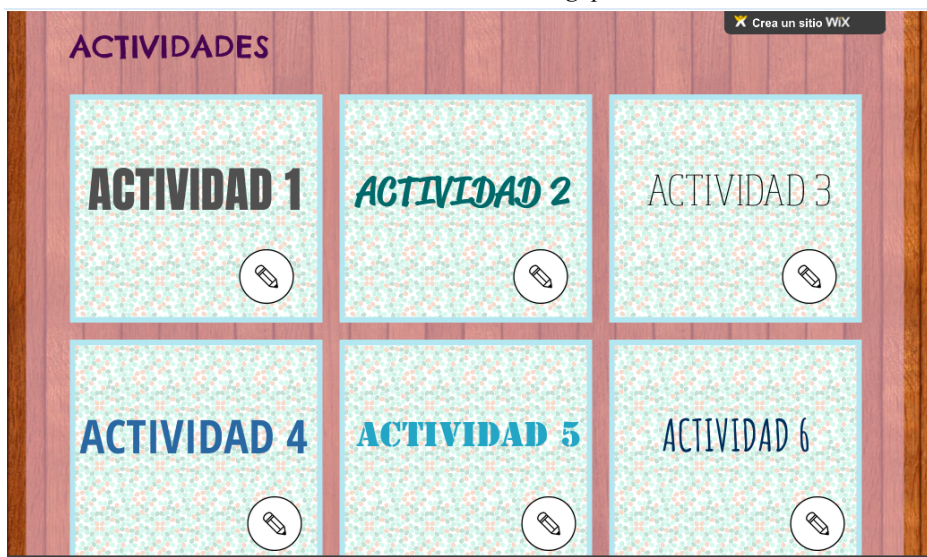 Crea un sitio WiX
ACTIVIDADES
ACTIVIDAD 1
ACTIVIDAD 2
ACTIVIDAD 3
ACTIVIDAD 4
ACTIVIDAD 5
ACTIVIDAD 6